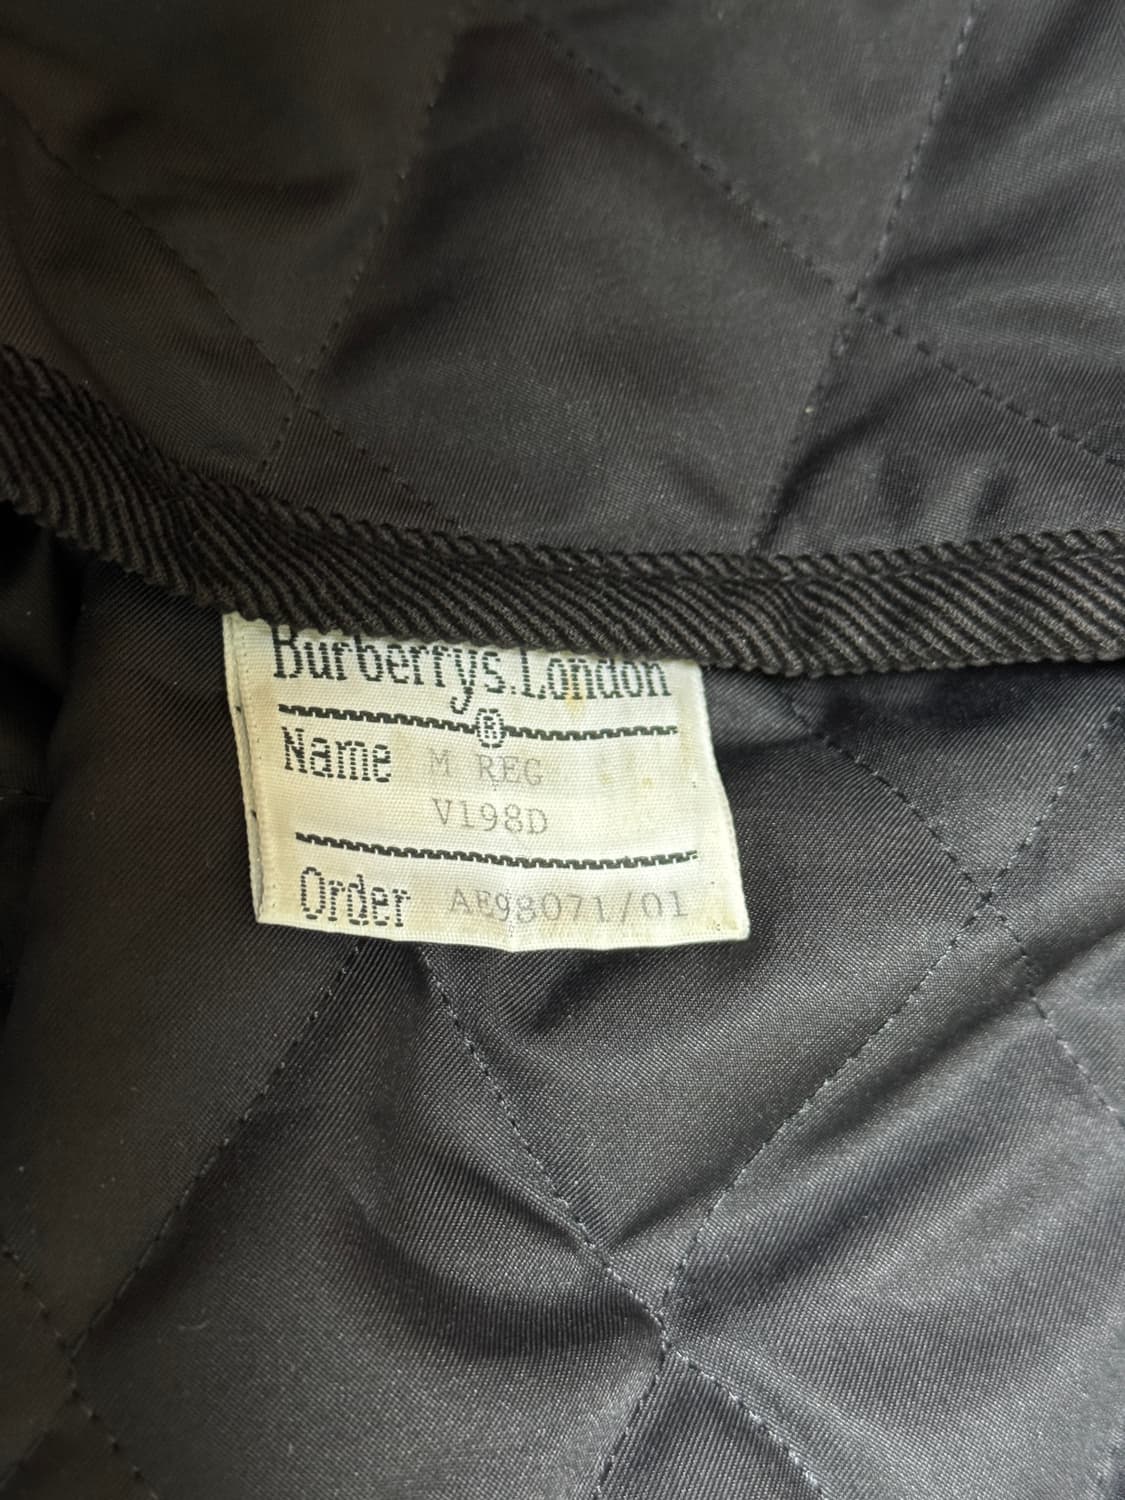 Burberrys.London
®
Name M REG
V198D
Order AE98071/01